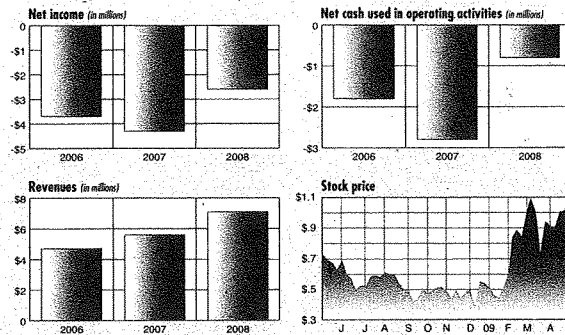 Net income (in millions)
0
-$1
-$2
-$3
-$4
-$5
2006 2007 2008
Net cash used in operating activities (in millions)
0
-$1
-$2
-$3
2006 2007 2008
Revenues (in millions)
$8
$6
$4
$2
0
2006 2007 2008
Stock price
$1.1
$.9
$.7
$.5
$.3
J J A S O N D 09 F M A